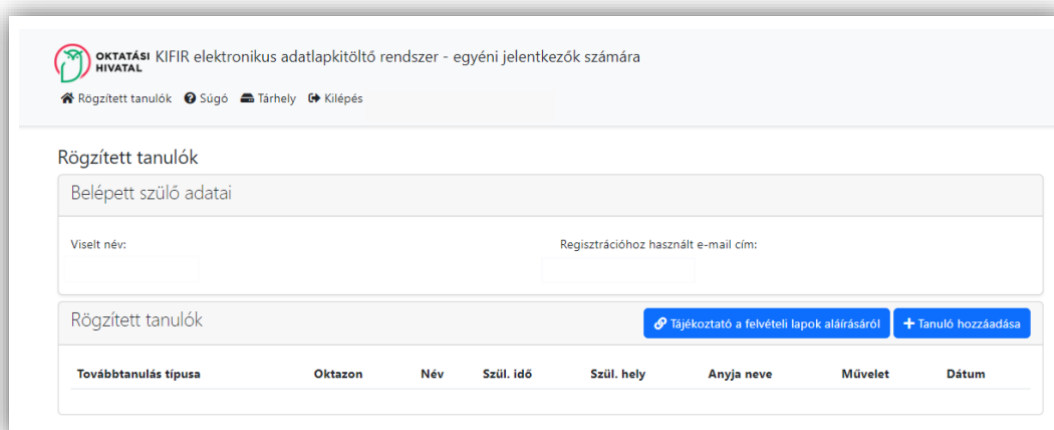 OKTATÁSI HIVATAL KIFIR elektronikus adatlapkitöltő rendszer - egyéni jelentkezők számára
Rögzített tanulók Súgó Tárhely Kilépés
Rögzített tanulók
Belépett szülő adatai
Viselt név: Regisztrációhoz használt e-mail cím:
Rögzített tanulók Tájékoztató a felvételi lapok aláírásáról Tanuló hozzáadása
Továbbtanulás típusa Oktazon Név Szül. idő Szül. hely Anyja neve Művelet Dátum